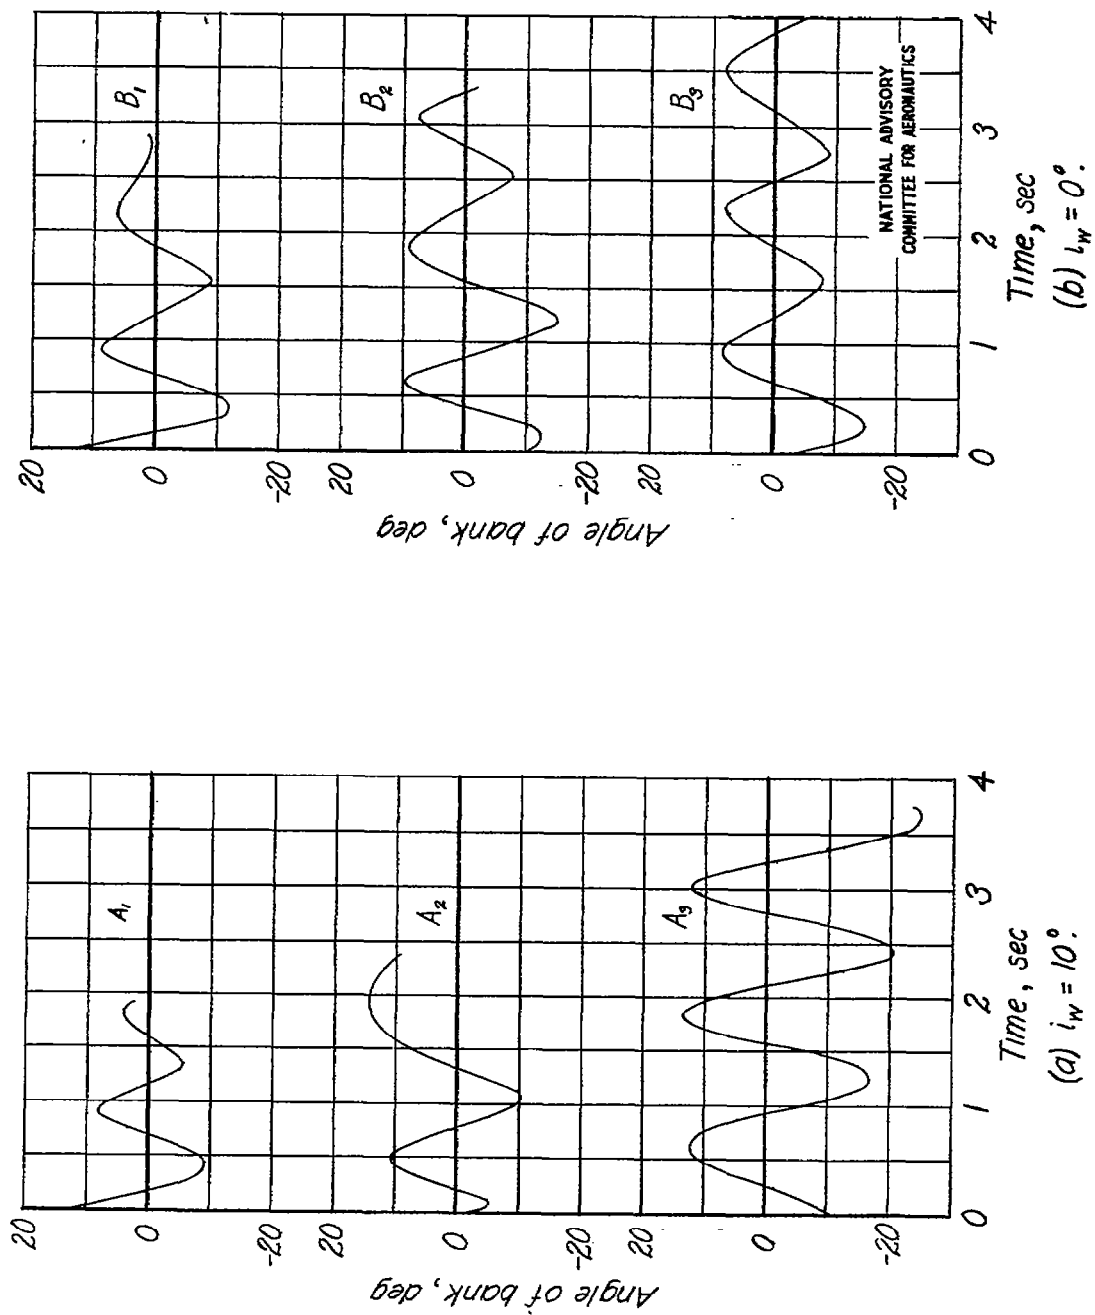 20
0
-20
20
0
-20
20
0
-20
Angle of bank, deg
A₁
A₂
A₃
0 1 2 3 4
Time, sec
(a) i_w = 10°.
20
0
-20
20
0
-20
20
0
-20
Angle of bank, deg
B₁
B₂
B₃
NATIONAL ADVISORY
COMMITTEE FOR AERONAUTICS
0 1 2 3 4
Time, sec
(b) i_w = 0°.